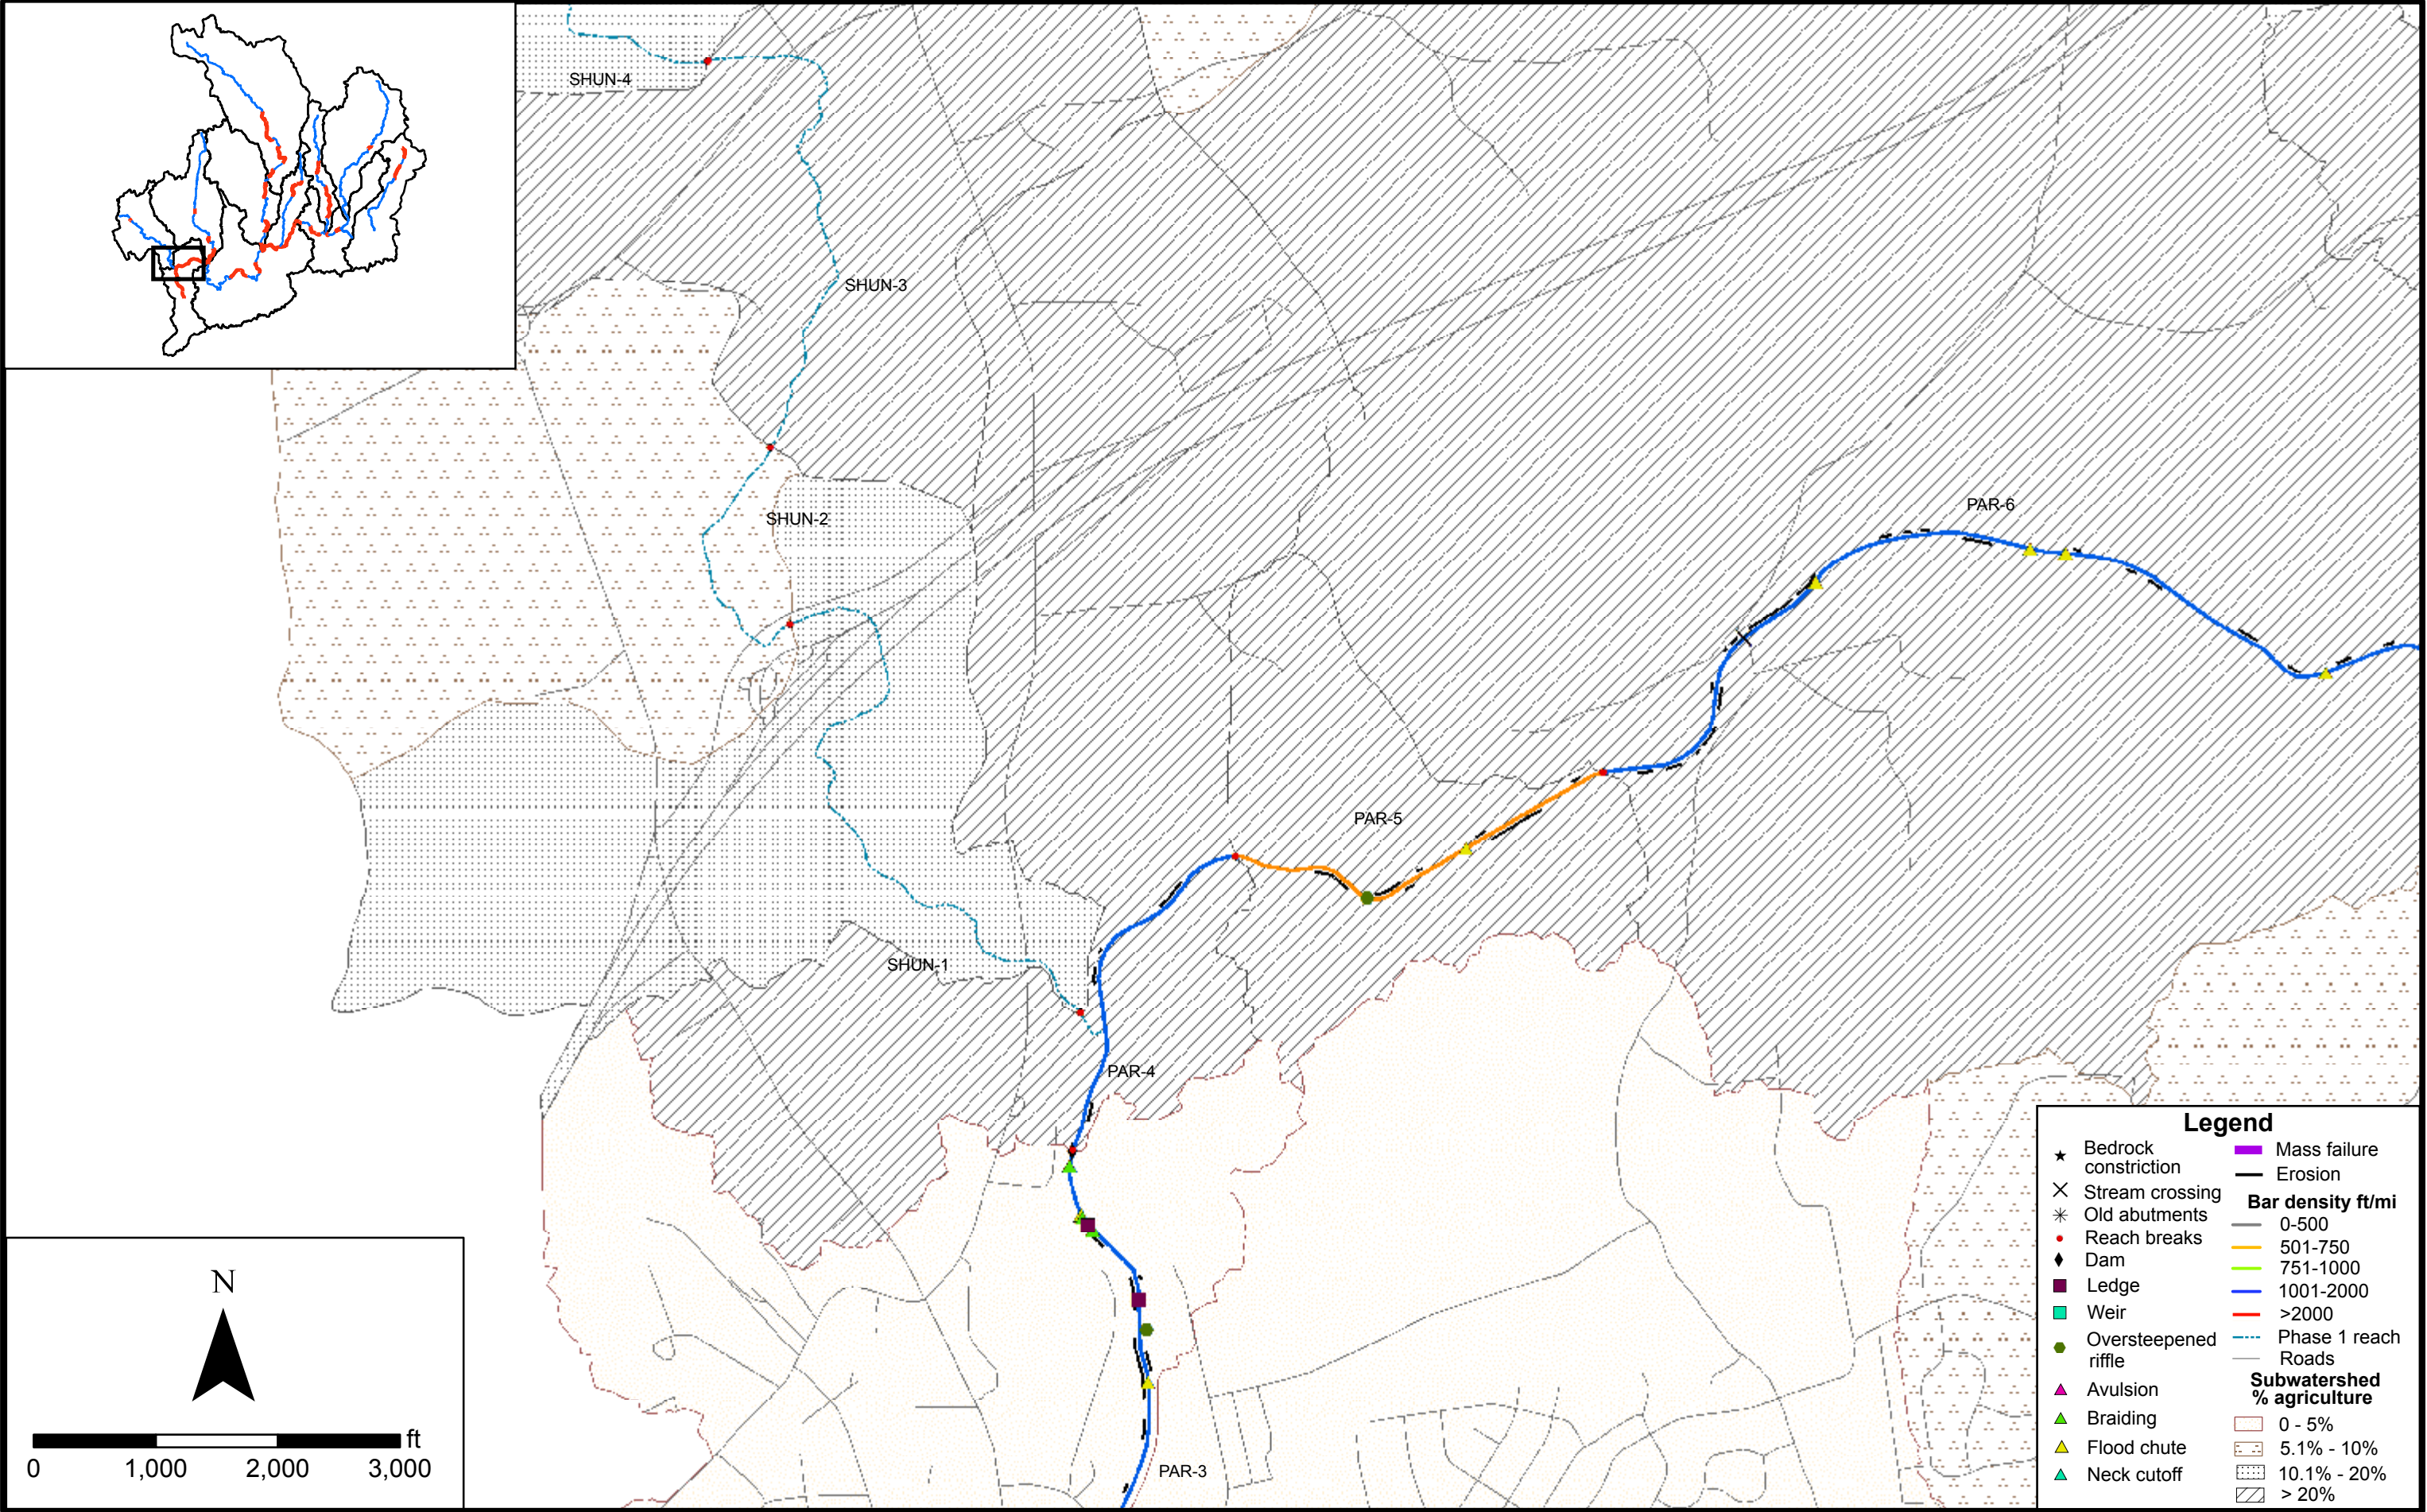 SHUN-4
SHUN-3
SHUN-2
PAR-6
PAR-5
SHUN-1
PAR-4
PAR-3
N
ft
0 1,000 2,000 3,000
Legend
Bedrock
constriction
Stream crossing
Old abutments
Reach breaks
Dam
Ledge
Weir
Oversteepened
riffle
Avulsion
Braiding
Flood chute
Neck cutoff
Mass failure
Erosion
Bar density ft/mi
0-500
501-750
751-1000
1001-2000
>2000
Phase 1 reach
Roads
Subwatershed
% agriculture
0 - 5%
5.1% - 10%
10.1% - 20%
> 20%